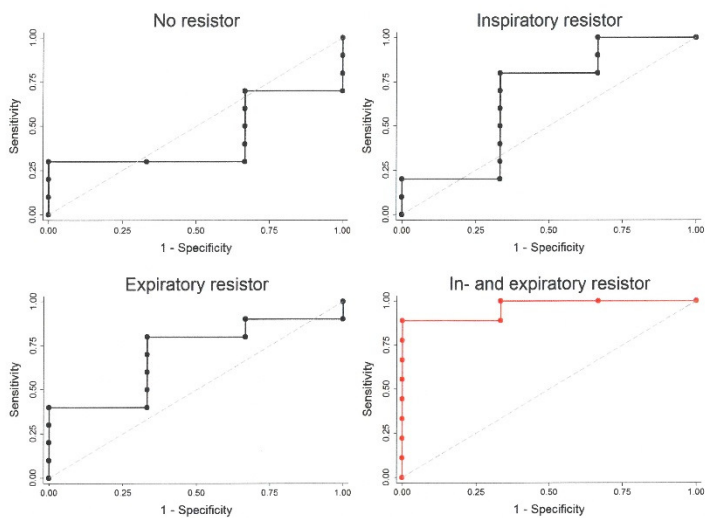 No resistor
Sensitivity
1.00
0.75
0.50
0.25
0.00
0.00 0.25 0.50 0.75 1.00
1 - Specificity
Inspiratory resistor
Sensitivity
1.00
0.75
0.50
0.25
0.00
0.00 0.25 0.50 0.75 1.00
1 - Specificity
Expiratory resistor
Sensitivity
1.00
0.75
0.50
0.25
0.00
0.00 0.25 0.50 0.75 1.00
1 - Specificity
In- and expiratory resistor
Sensitivity
1.00
0.75
0.50
0.25
0.00
0.00 0.25 0.50 0.75 1.00
1 - Specificity